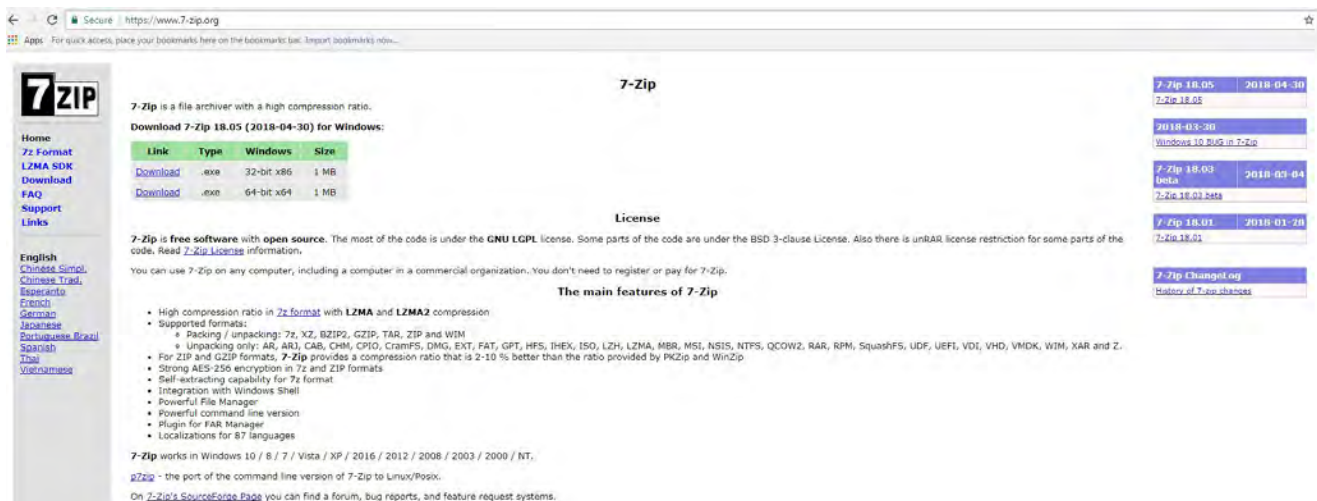 Secure https://www.7-zip.org
Apps For quick access, place your bookmarks here on the bookmarks bar. Import bookmarks now...
7ZIP
Home
7z Format
LZMA SDK
Download
FAQ
Support
Links
English
Chinese Simpl.
Chinese Trad.
Esperanto
French
German
Japanese
Portuguese Brazil
Spanish
Thai
Vietnamese
7-Zip
7-Zip is a file archiver with a high compression ratio.
Download 7-Zip 18.05 (2018-04-30) for Windows:
Link Type Windows Size
Download .exe 32-bit x86 1 MB
Download .exe 64-bit x64 1 MB
License
7-Zip is free software with open source. The most of the code is under the GNU LGPL license. Some parts of the code are under the BSD 3-clause License. Also there is unRAR license restriction for some parts of the
code. Read 7-Zip License information.
You can use 7-Zip on any computer, including a computer in a commercial organization. You don't need to register or pay for 7-Zip.
The main features of 7-Zip
High compression ratio in 7z format with LZMA and LZMA2 compression
Supported formats:
Packing / unpacking: 7z, XZ, BZIP2, GZIP, TAR, ZIP and WIM
Unpacking only: AR, ARJ, CAB, CHM, CPIO, CramFS, DMG, EXT, FAT, GPT, HFS, IHEX, ISO, LZH, LZMA, MBR, MSI, NSIS, NTFS, QCOW2, RAR, RPM, SquashFS, UDF, UEFI, VDI, VHD, VMDK, WIM, XAR and Z.
For ZIP and GZIP formats, 7-Zip provides a compression ratio that is 2-10 % better than the ratio provided by PKZip and WinZip
Strong AES-256 encryption in 7z and ZIP formats
Self-extracting capability for 7z format
Integration with Windows Shell
Powerful File Manager
Powerful command line version
Plugin for FAR Manager
Localizations for 87 languages
7-Zip works in Windows 10 / 8 / 7 / Vista / XP / 2016 / 2012 / 2008 / 2003 / 2000 / NT.
p7zip - the port of the command line version of 7-Zip to Linux/Posix.
On 7-Zip's SourceForge Page you can find a forum, bug reports, and feature request systems.
7-Zip 18.05 2018-04-30
7-Zip 18.05
2018-03-30
Windows 10 BUG in 7-Zip
7-Zip 18.03
beta 2018-03-04
7-Zip 18.03 beta
7-Zip 18.01 2018-01-28
7-Zip 18.01
7-Zip ChangeLog
History of 7-zip changes